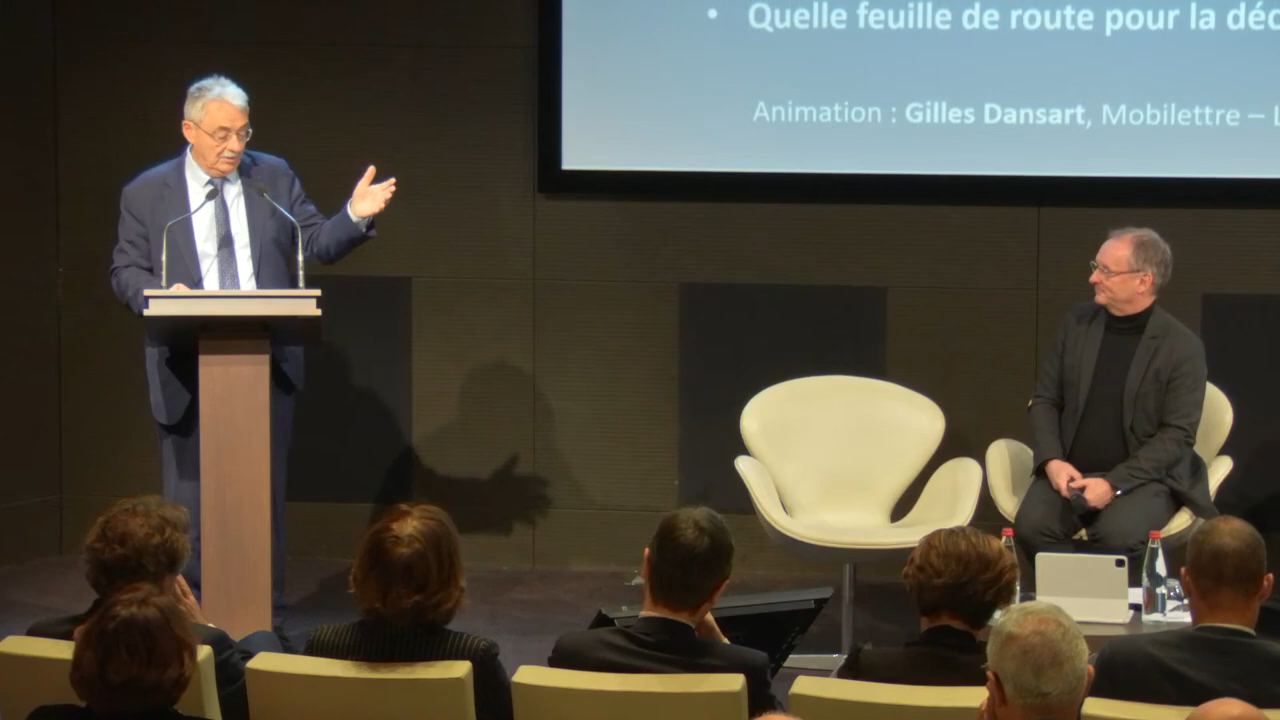 • Quelle feuille de route pour la déc
Animation : Gilles Dansart, Mobilettre – L